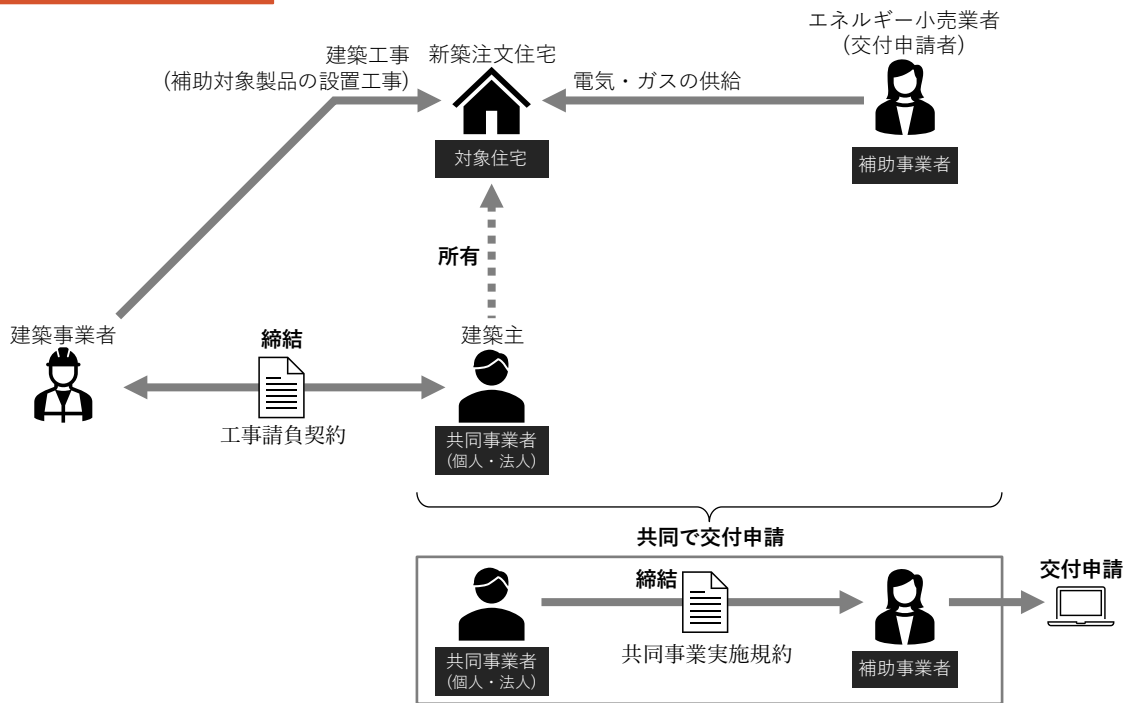 エネルギー小売業者
(交付申請者)
建築工事
(補助対象製品の設置工事)
新築注文住宅
電気・ガスの供給
対象住宅
補助事業者
所有
建築事業者
締結
建築主
工事請負契約
共同事業者
(個人・法人)
共同で交付申請
締結
交付申請
共同事業実施規約
共同事業者
(個人・法人)
補助事業者